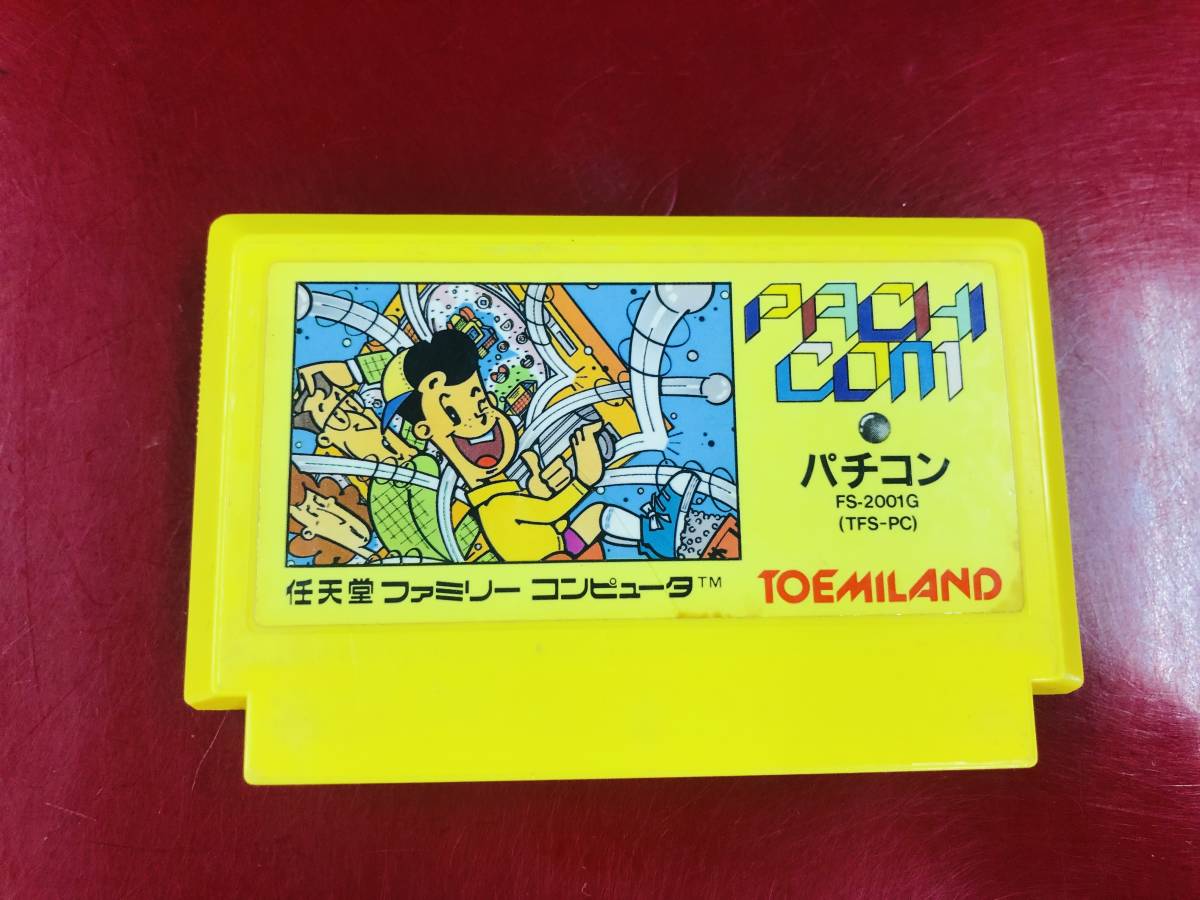 PACHI
COM
パチコン
FS-2001G
(TFS-PC)
任天堂 ファミリー コンピュータ™
TOEMILAND